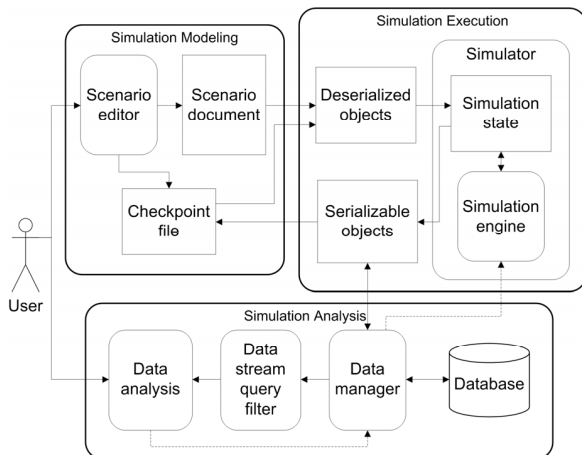 Simulation Modeling
Scenario
editor
Scenario
document
Checkpoint
file
Simulation Execution
Deserialized
objects
Simulator
Simulation
state
Serializable
objects
Simulation
engine
User
Simulation Analysis
Data
analysis
Data
stream
query
filter
Data
manager
Database